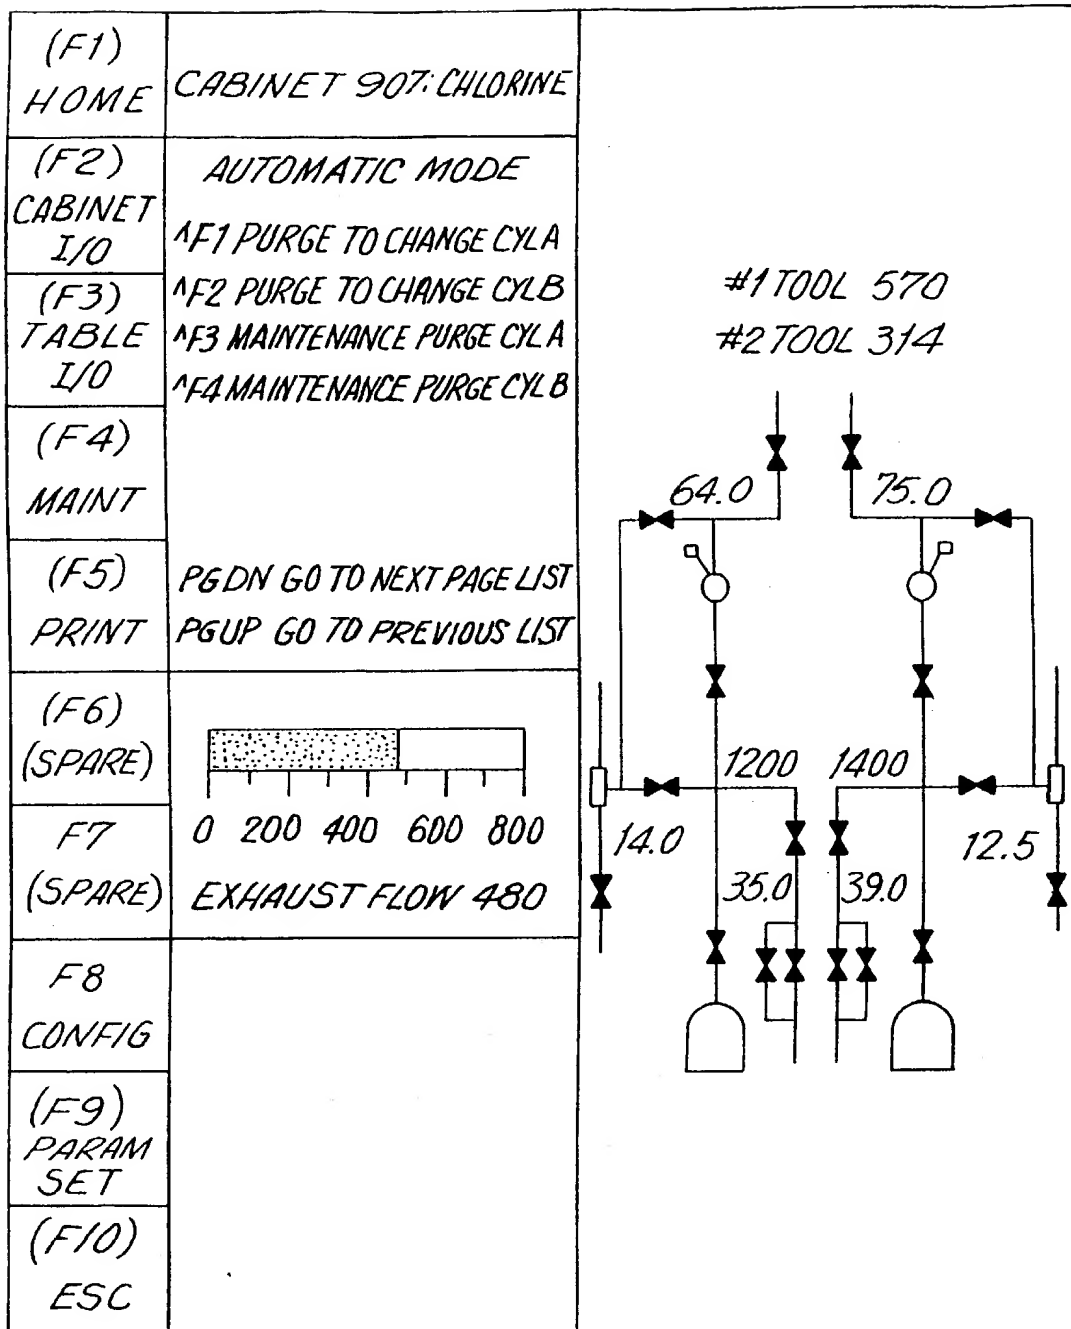 (F1)
HOME
CABINET 907: CHLORINE
(F2)
CABINET
I/O
AUTOMATIC MODE
^F1 PURGE TO CHANGE CYL A
^F2 PURGE TO CHANGE CYL B
^F3 MAINTENANCE PURGE CYL A
^F4 MAINTENANCE PURGE CYL B
(F3)
TABLE
I/O
(F4)
MAINT
(F5)
PRINT
PGDN GO TO NEXT PAGE LIST
PGUP GO TO PREVIOUS LIST
(F6)
(SPARE)
F7
(SPARE)
0 200 400 600 800
EXHAUST FLOW 480
F8
CONFIG
(F9)
PARAM
SET
(F10)
ESC
#1 TOOL 570
#2 TOOL 314
64.0 75.0
1200 1400
14.0 12.5
35.0 39.0